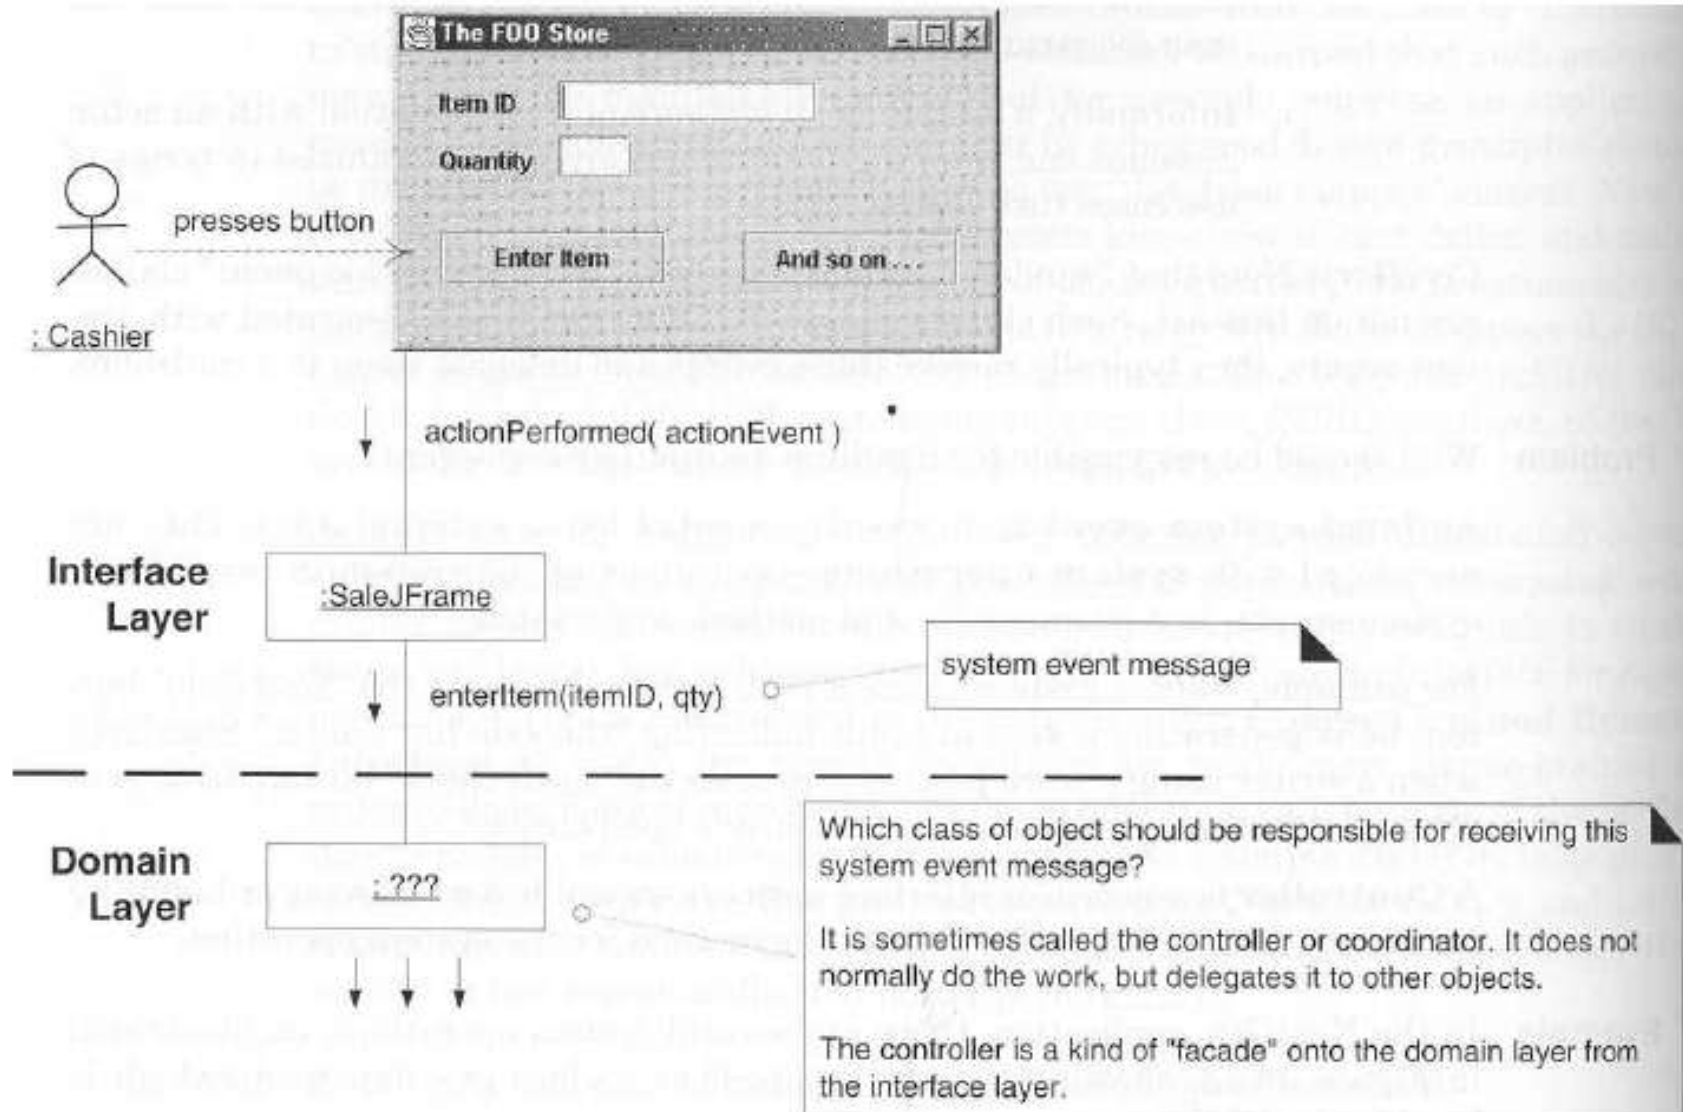 The FOO Store
Item ID
Quantity
presses button
Enter Item
And so on . . .
: Cashier
actionPerformed( actionEvent )
Interface
Layer
:SaleJFrame
system event message
enterItem(itemID, qty)
Domain
Layer
: ???
Which class of object should be responsible for receiving this
system event message?
It is sometimes called the controller or coordinator. It does not
normally do the work, but delegates it to other objects.
The controller is a kind of "facade" onto the domain layer from
the interface layer.